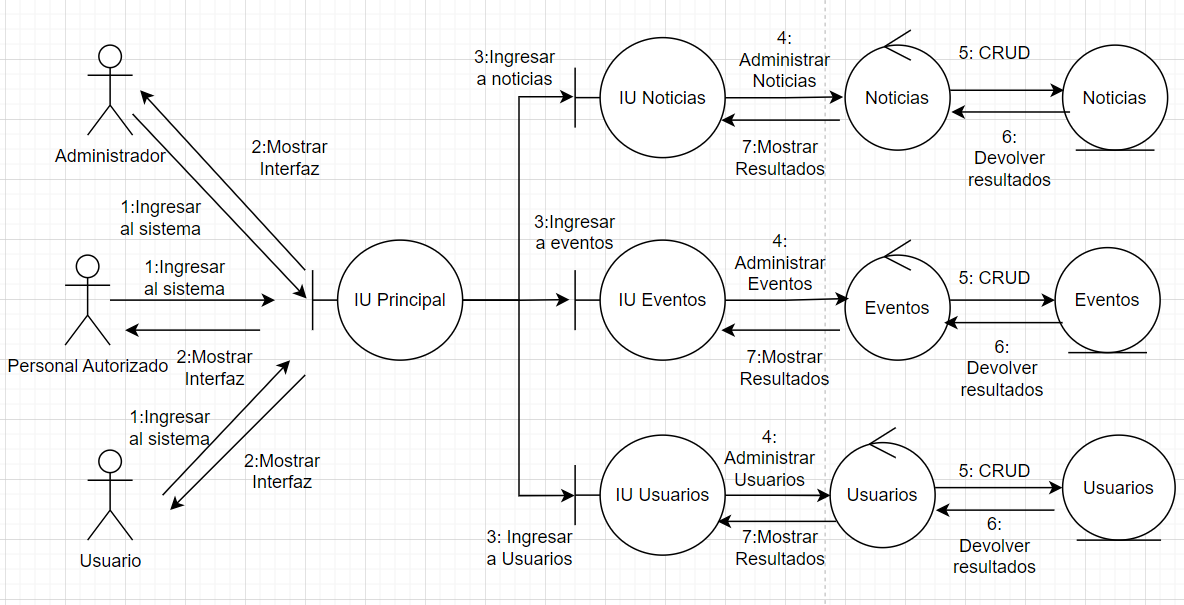 Administrador
2:Mostrar
Interfaz
1:Ingresar
al sistema
1:Ingresar
al sistema
Personal Autorizado
2:Mostrar
Interfaz
1:Ingresar
al sistema
2:Mostrar
Interfaz
Usuario
IU Principal
3:Ingresar
a noticias
IU Noticias
4:
Administrar
Noticias
7:Mostrar
Resultados
Noticias
5: CRUD
6:
Devolver
resultados
Noticias
3:Ingresar
a eventos
IU Eventos
4:
Administrar
Eventos
7:Mostrar
Resultados
Eventos
5: CRUD
6:
Devolver
resultados
Eventos
3: Ingresar
a Usuarios
IU Usuarios
4:
Administrar
Usuarios
7:Mostrar
Resultados
Usuarios
5: CRUD
6:
Devolver
resultados
Usuarios